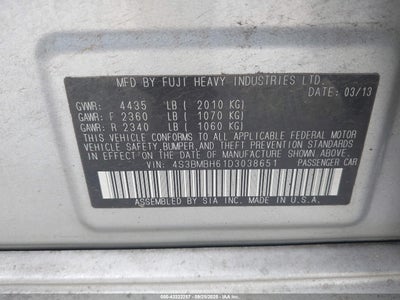 MFD BY FUJI HEAVY INDUSTRIES LTD.
DATE: 03/13
GVWR: 4435 LB ( 2010 KG)
GAWR: F 2360 LB ( 1070 KG)
GAWR: R 2340 LB ( 1060 KG)
THIS VEHICLE CONFORMS TO ALL APPLICABLE FEDERAL MOTOR
VEHICLE SAFETY, BUMPER, AND THEFT PREVENTION STANDARDS
IN EFFECT ON THE DATE OF MANUFACTURE SHOWN ABOVE.
VIN: 4S3BMBH61D3038651 PASSENGER CAR
ASSEMBLED BY SIA IN U.S.A.